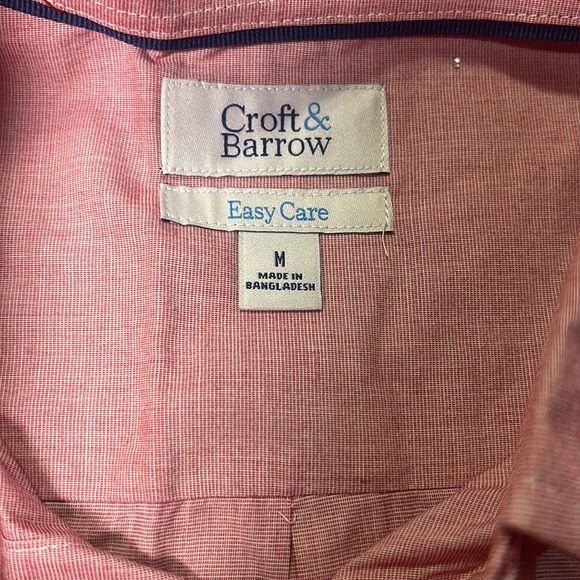 Croft&
Barrow
Easy Care
M
MADE IN
BANGLADESH